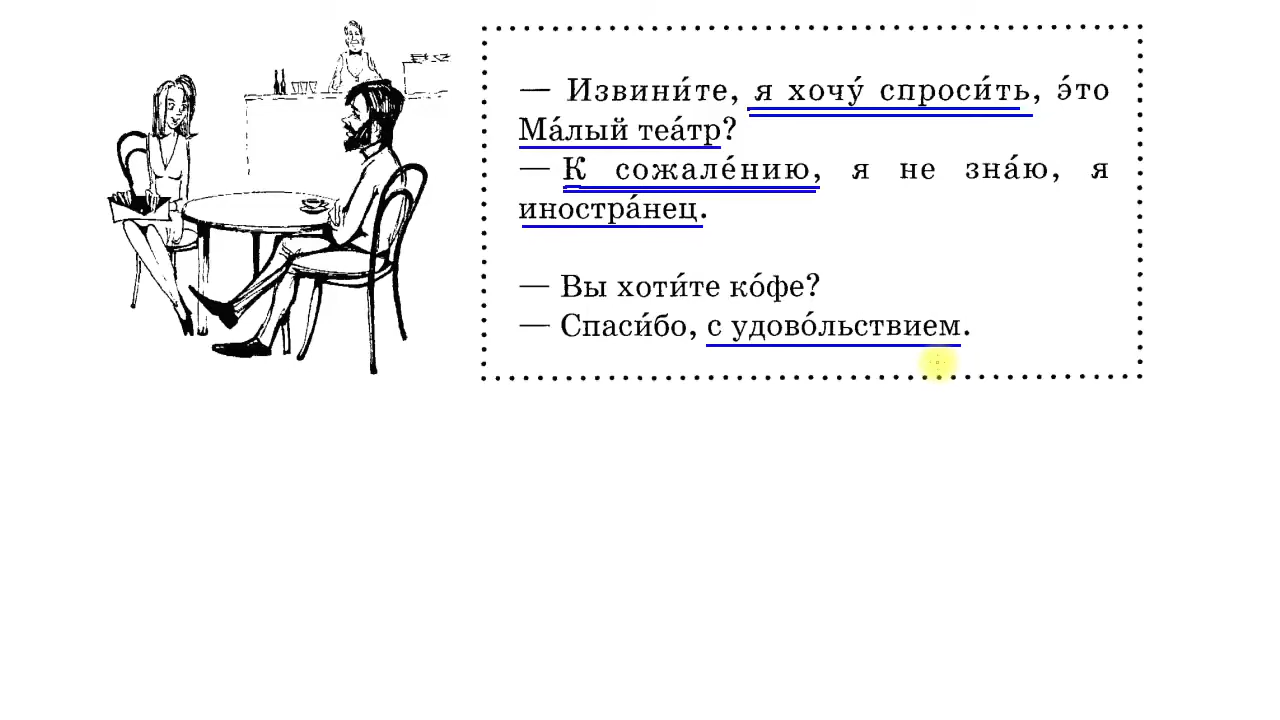 — Извини́те, я хочу́ спроси́ть, э́то
Ма́лый теа́тр?
— К сожале́нию, я не зна́ю, я
иностра́нец.
— Вы хоти́те ко́фе?
— Спаси́бо, с удово́льствием.